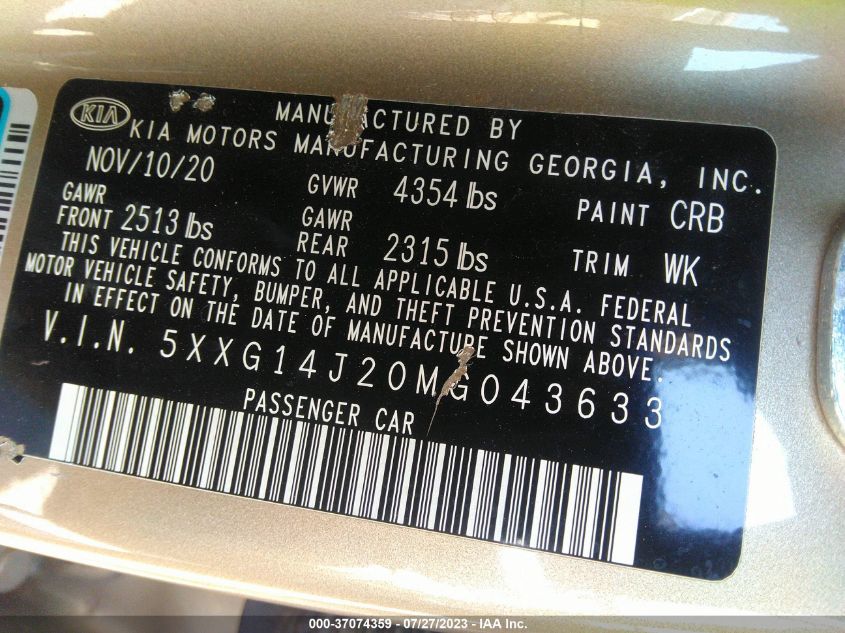 KIA
MANUFACTURED BY
KIA MOTORS MANUFACTURING GEORGIA, INC.
NOV/10/20 GVWR 4354 lbs PAINT CRB
GAWR FRONT 2513 lbs GAWR REAR 2315 lbs TRIM WK
THIS VEHICLE CONFORMS TO ALL APPLICABLE U.S.A. FEDERAL
MOTOR VEHICLE SAFETY, BUMPER, AND THEFT PREVENTION STANDARDS
IN EFFECT ON THE DATE OF MANUFACTURE SHOWN ABOVE.
V.I.N. 5XXG14J20MG043633
PASSENGER CAR
000-37074359 - 07/27/2023 - IAA Inc.